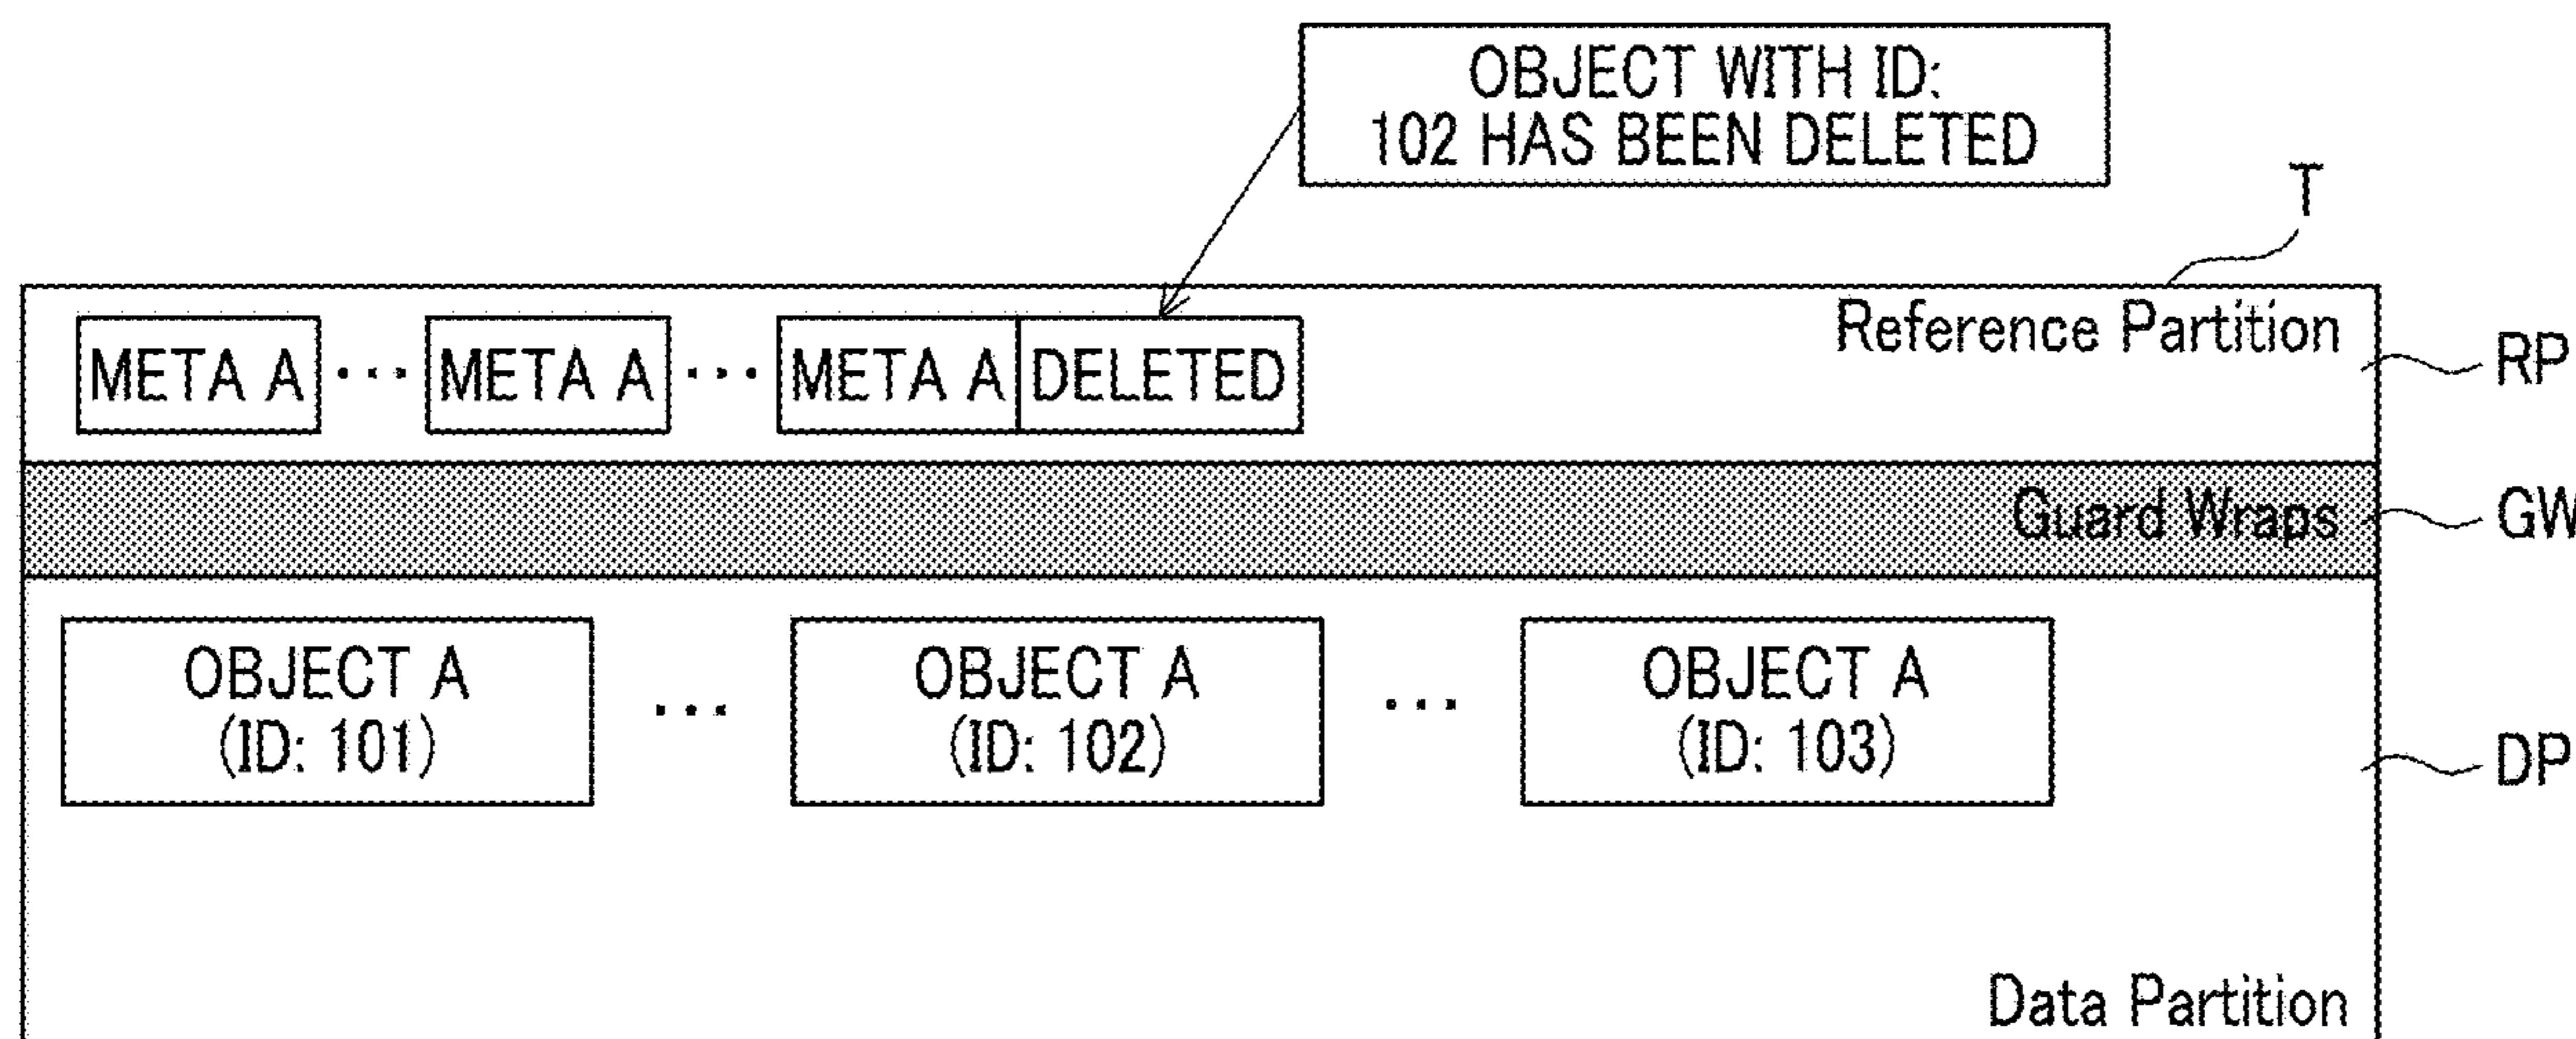 OBJECT WITH ID:
102 HAS BEEN DELETED
T
Reference Partition
RP
META A ··· META A ··· META A DELETED
Guard Wraps
GW
OBJECT A
(ID: 101)
···
OBJECT A
(ID: 102)
···
OBJECT A
(ID: 103)
DP
Data Partition